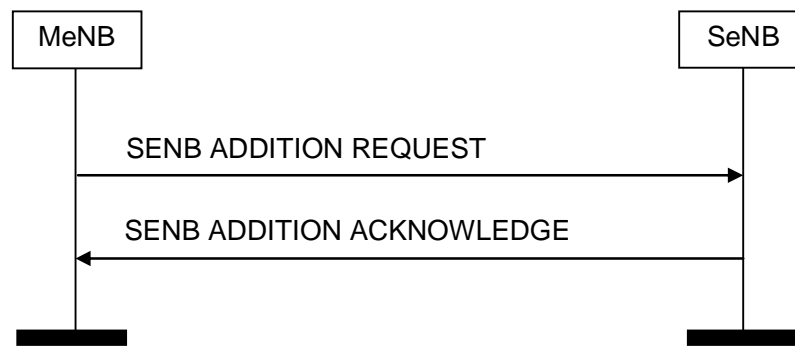 MeNB
SeNB
SENB ADDITION REQUEST
SENB ADDITION ACKNOWLEDGE